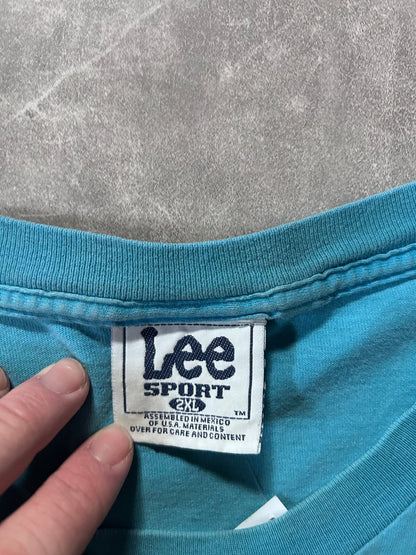 Lee
SPORT
2XL
TM
ASSEMBLED IN MEXICO
OF U.S.A. MATERIALS
OVER FOR CARE AND CONTENT